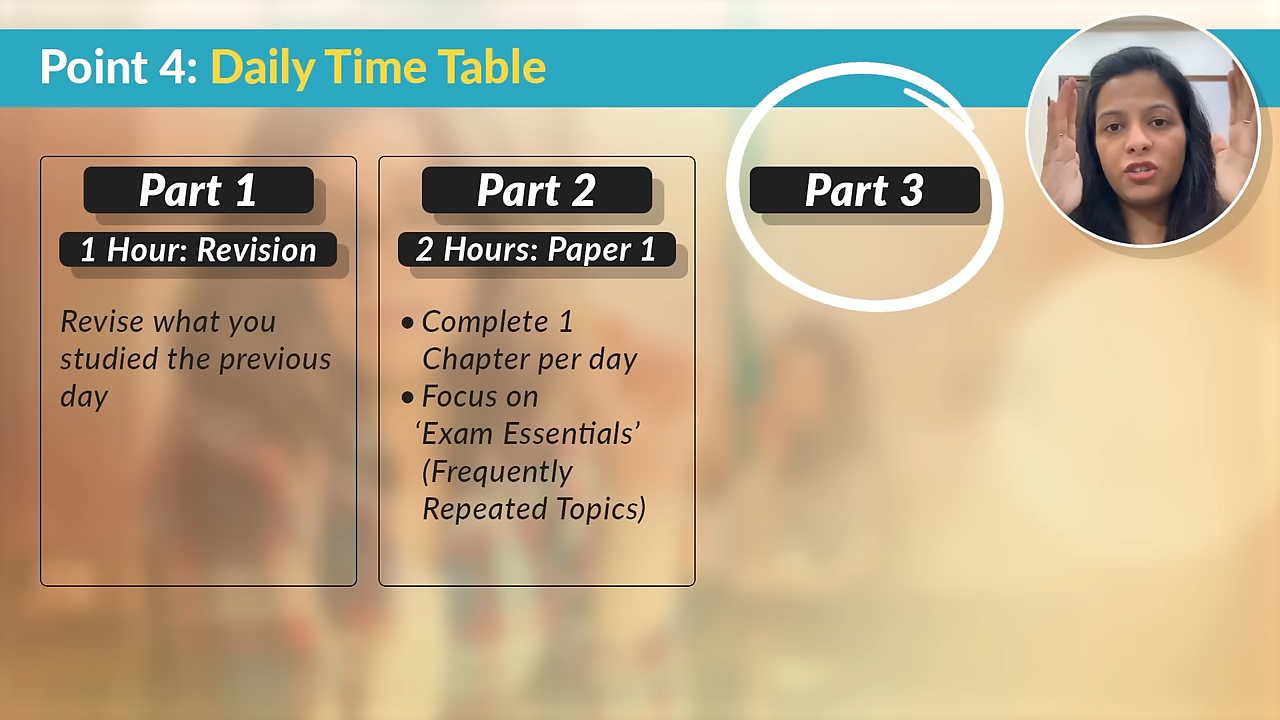 Point 4: Daily Time Table
Part 1
1 Hour: Revision
Revise what you
studied the previous
day
Part 2
2 Hours: Paper 1
• Complete 1
Chapter per day
• Focus on
‘Exam Essentials’
(Frequently
Repeated Topics)
Part 3